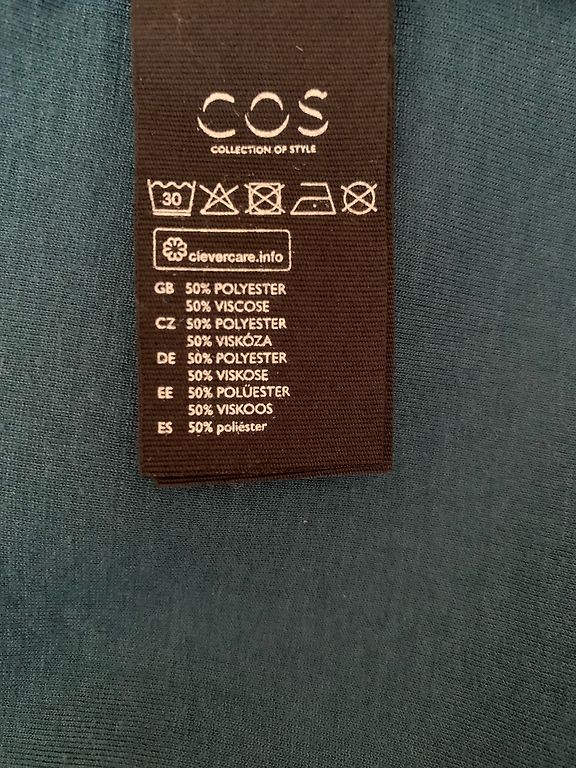 COS
COLLECTION OF STYLE
30
clevercare.info
GB 50% POLYESTER
50% VISCOSE
CZ 50% POLYESTER
50% VISKÓZA
DE 50% POLYESTER
50% VISKOSE
EE 50% POLÜESTER
50% VISKOOS
ES 50% poliéster